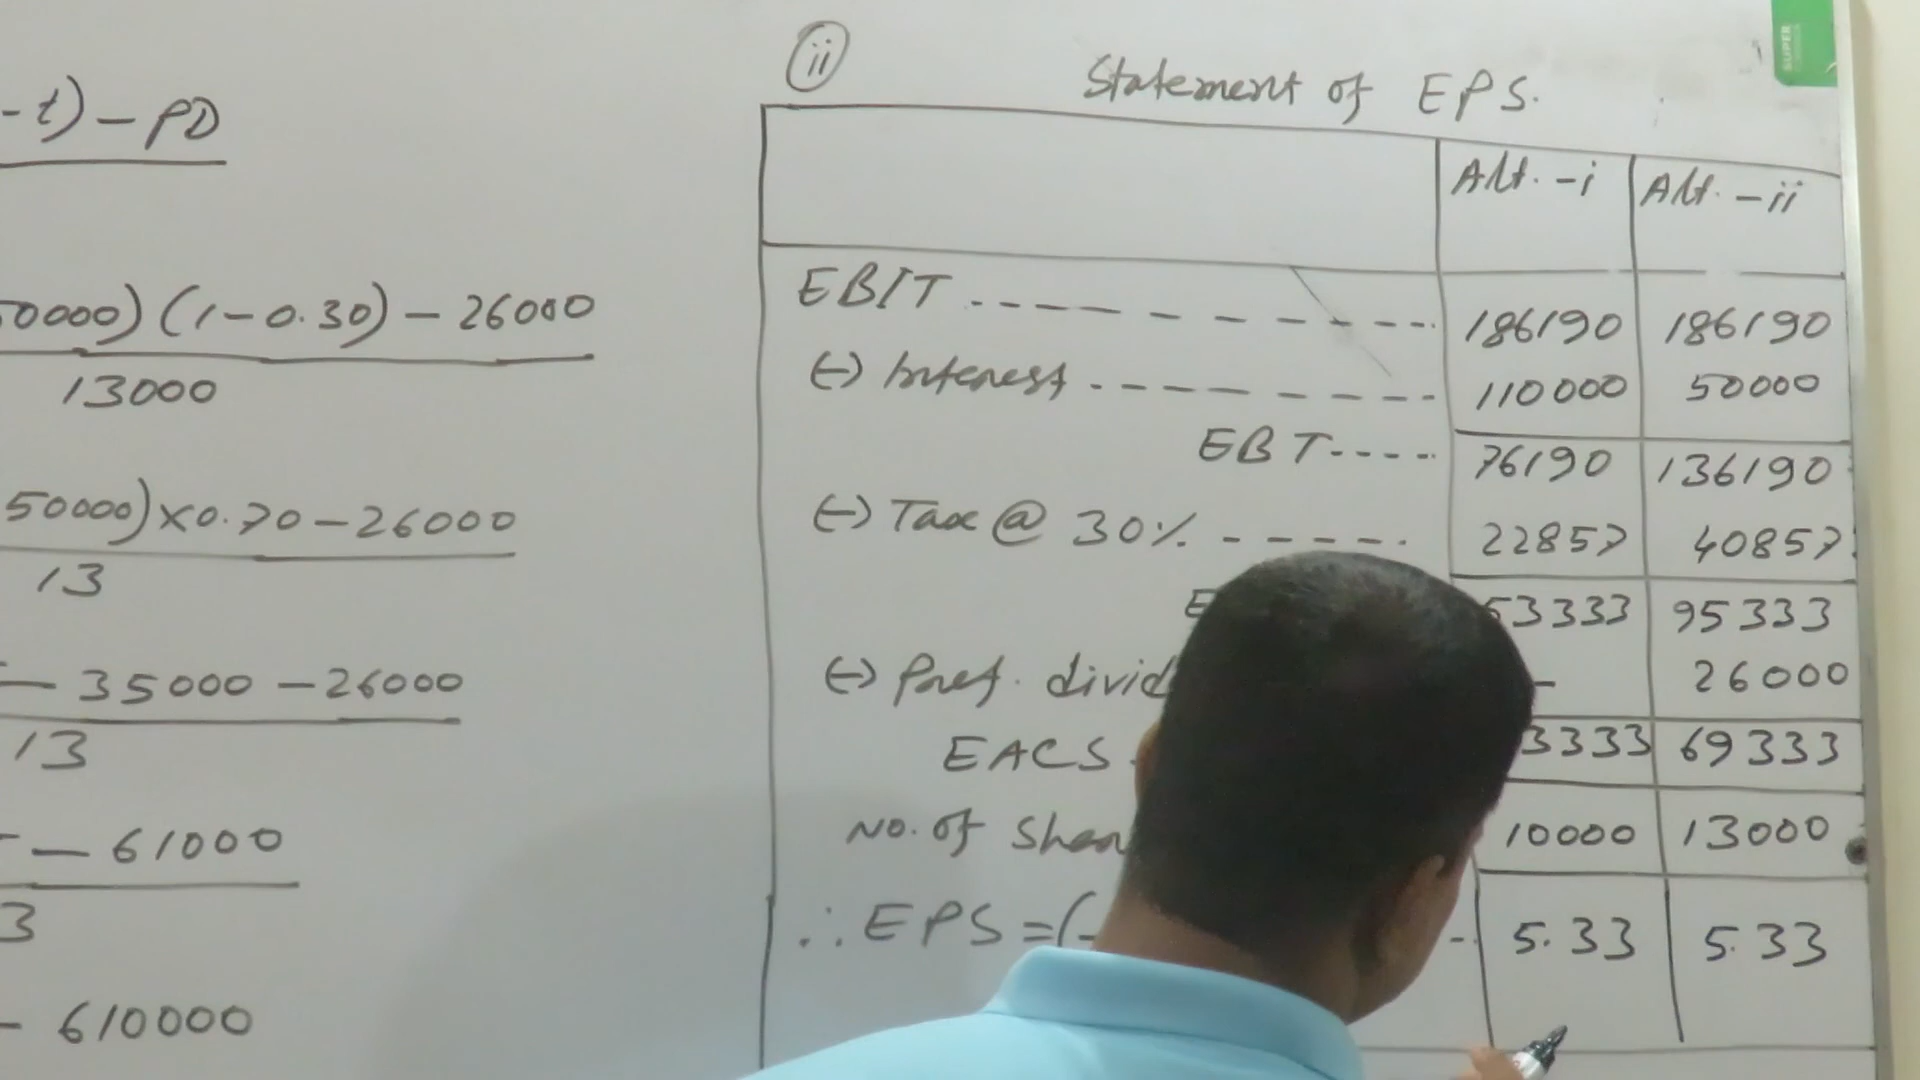 -t) - PD
0000) (1-0.30) - 26000
13000
50000) x0.70 - 26000
13
- 35000 - 26000
13
- 61000
3
- 610000
ii
Statement of EPS.
Alt. -i Alt. -ii
EBIT 186190 186190
(-) Interest 110000 50000
EBT 76190 136190
(-) Tax @ 30% 22857 40857
E 53333 95333
(-) Pref. divid - 26000
EACS 3333 69333
No. of Shar 10000 13000
∴ EPS = ( 5.33 5.33
SUPER